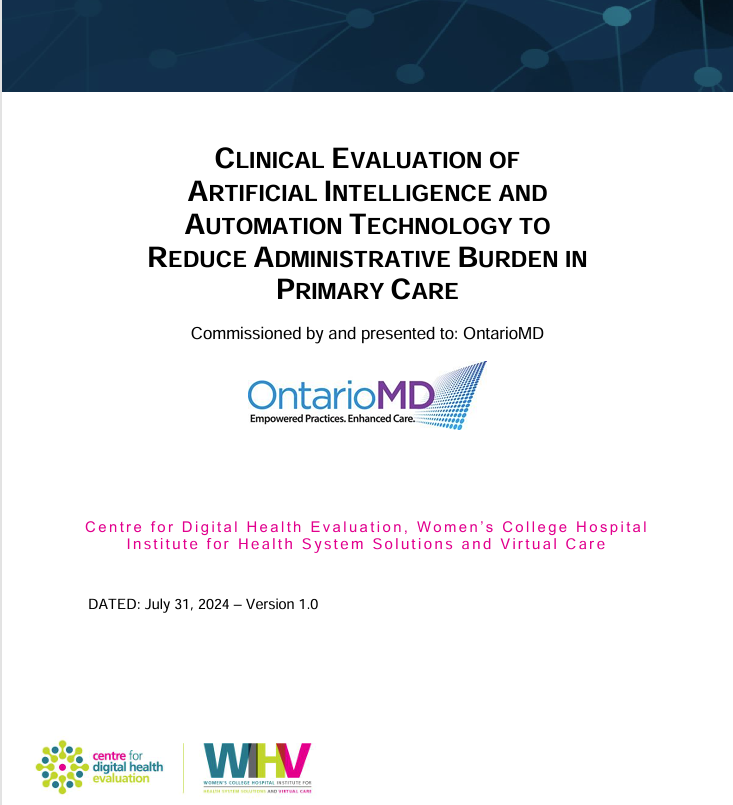 CLINICAL EVALUATION OF
ARTIFICIAL INTELLIGENCE AND
AUTOMATION TECHNOLOGY TO
REDUCE ADMINISTRATIVE BURDEN IN
PRIMARY CARE
Commissioned by and presented to: OntarioMD
OntarioMD
Empowered Practices. Enhanced Care.
Centre for Digital Health Evaluation, Women's College Hospital
Institute for Health System Solutions and Virtual Care
DATED: July 31, 2024 – Version 1.0
centre for
digital health
evaluation
WIHV
WOMEN'S COLLEGE HOSPITAL INSTITUTE FOR
HEALTH SYSTEM SOLUTIONS AND VIRTUAL CARE